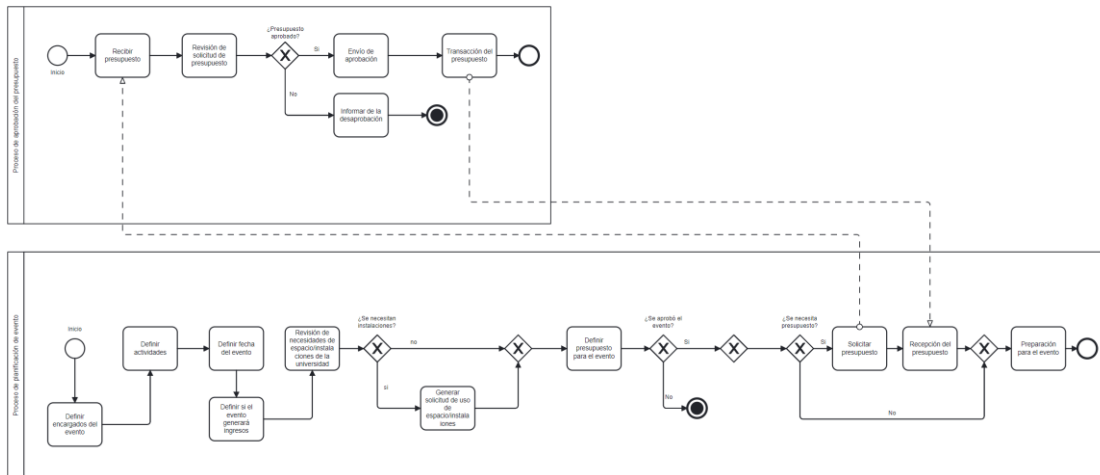 Proceso de aprobación del presupuesto
Inicio
Recibir
presupuesto
Revisión de
solicitud de
presupuesto
¿Presupuesto
aprobado?
Si
No
Envío de
aprobación
Transacción del
presupuesto
Informar de la
desaprobación
Proceso de planificación de evento
Inicio
Definir
encargados del
evento
Definir
actividades
Definir fecha
del evento
Definir si el
evento
generará
ingresos
Revisión de
necesidades de
espacio/instala
ciones de la
universidad
¿Se necesitan
instalaciones?
no
si
Generar
solicitud de uso
de
espacio/instala
ciones
Definir
presupuesto
para el evento
¿Se aprobó el
evento?
Si
No
¿Se necesita
presupuesto?
Si
No
Solicitar
presupuesto
Recepción del
presupuesto
Preparación
para el evento